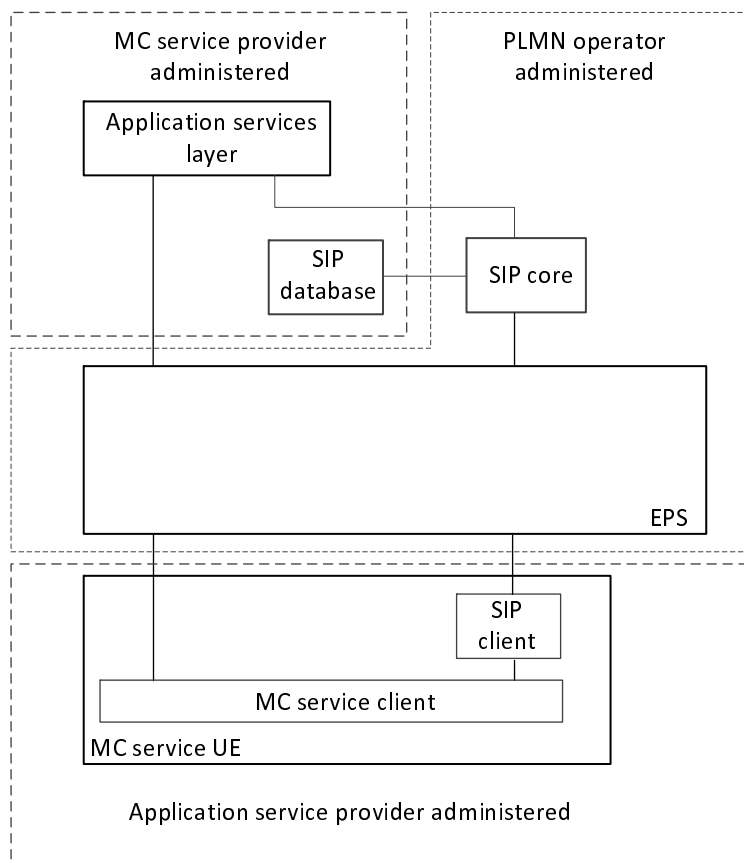 MC service provider
administered
PLMN operator
administered
Application services
layer
SIP
database
SIP core
EPS
SIP
client
MC service client
MC service UE
Application service provider administered